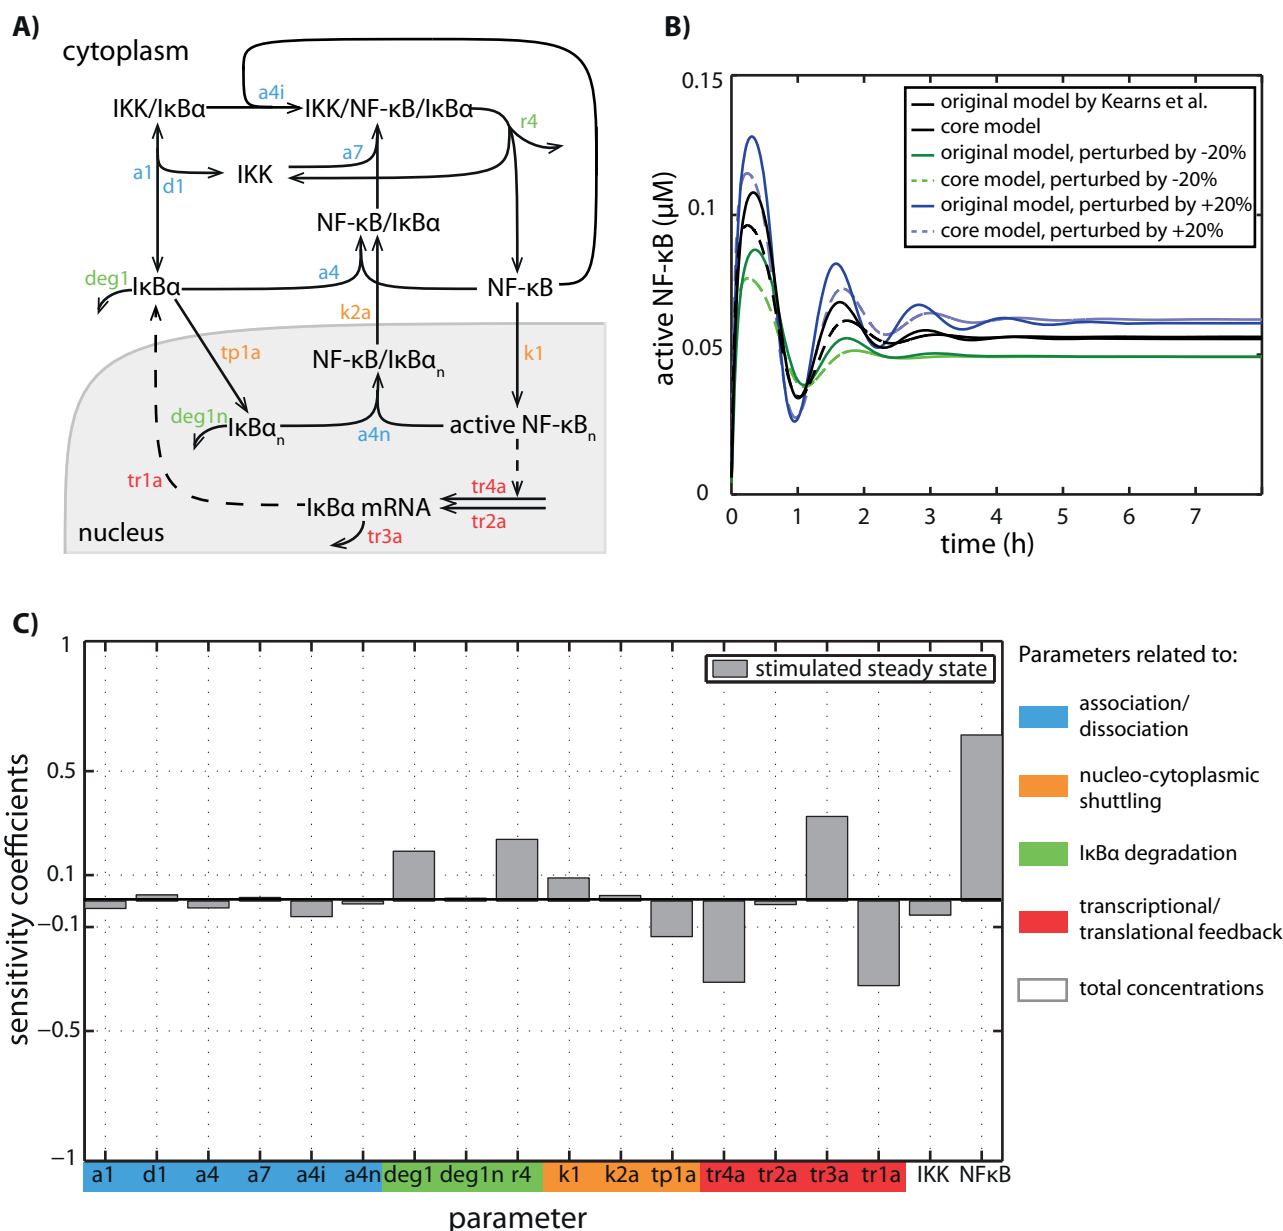 A)
cytoplasm
a4i
IKK/IκBα
IKK/NF-κB/IκBα
r4
a7
a1
d1
IKK
NF-κB/IκBα
deg1
IκBα
a4
NF-κB
k2a
tp1a
NF-κB/IκBαn
k1
deg1n
IκBαn
a4n
active NF-κBn
tr1a
tr4a
IκBα mRNA
tr2a
nucleus
tr3a
B)
0.15
0.1
0.05
0
active NF-κB (µM)
original model by Kearns et al.
core model
original model, perturbed by -20%
core model, perturbed by -20%
original model, perturbed by +20%
core model, perturbed by +20%
0 1 2 3 4 5 6 7
time (h)
C)
1
0.5
0.1
−0.1
−0.5
−1
sensitivity coefficients
stimulated steady state
a1 d1 a4 a7 a4i a4n deg1 deg1n r4 k1 k2a tp1a tr4a tr2a tr3a tr1a IKK NFκB
parameter
Parameters related to:
association/
dissociation
nucleo-cytoplasmic
shuttling
IκBα degradation
transcriptional/
translational feedback
total concentrations